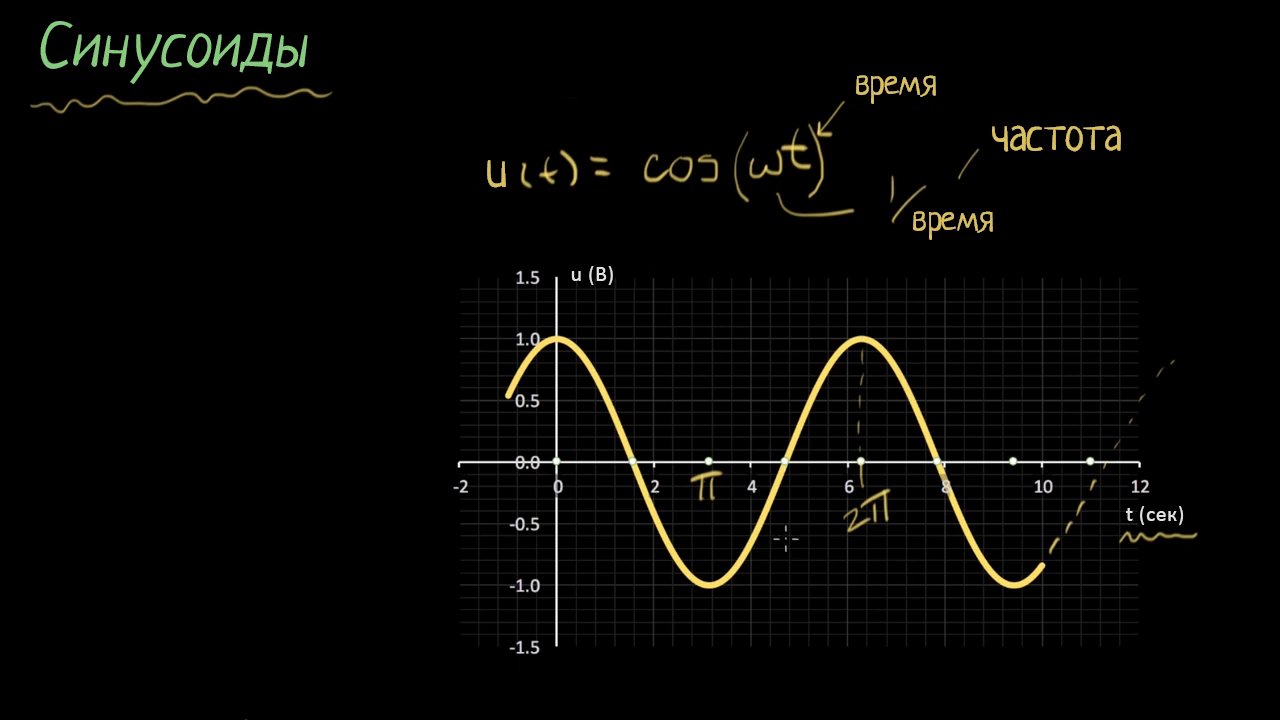 Синусоиды
время
частота
u(t) = cos(ωt)
1/время
u (В)
1.5
1.0
0.5
0.0
-2 0 2 π 4 6 8 10 12
2π
t (сек)
-0.5
-1.0
-1.5